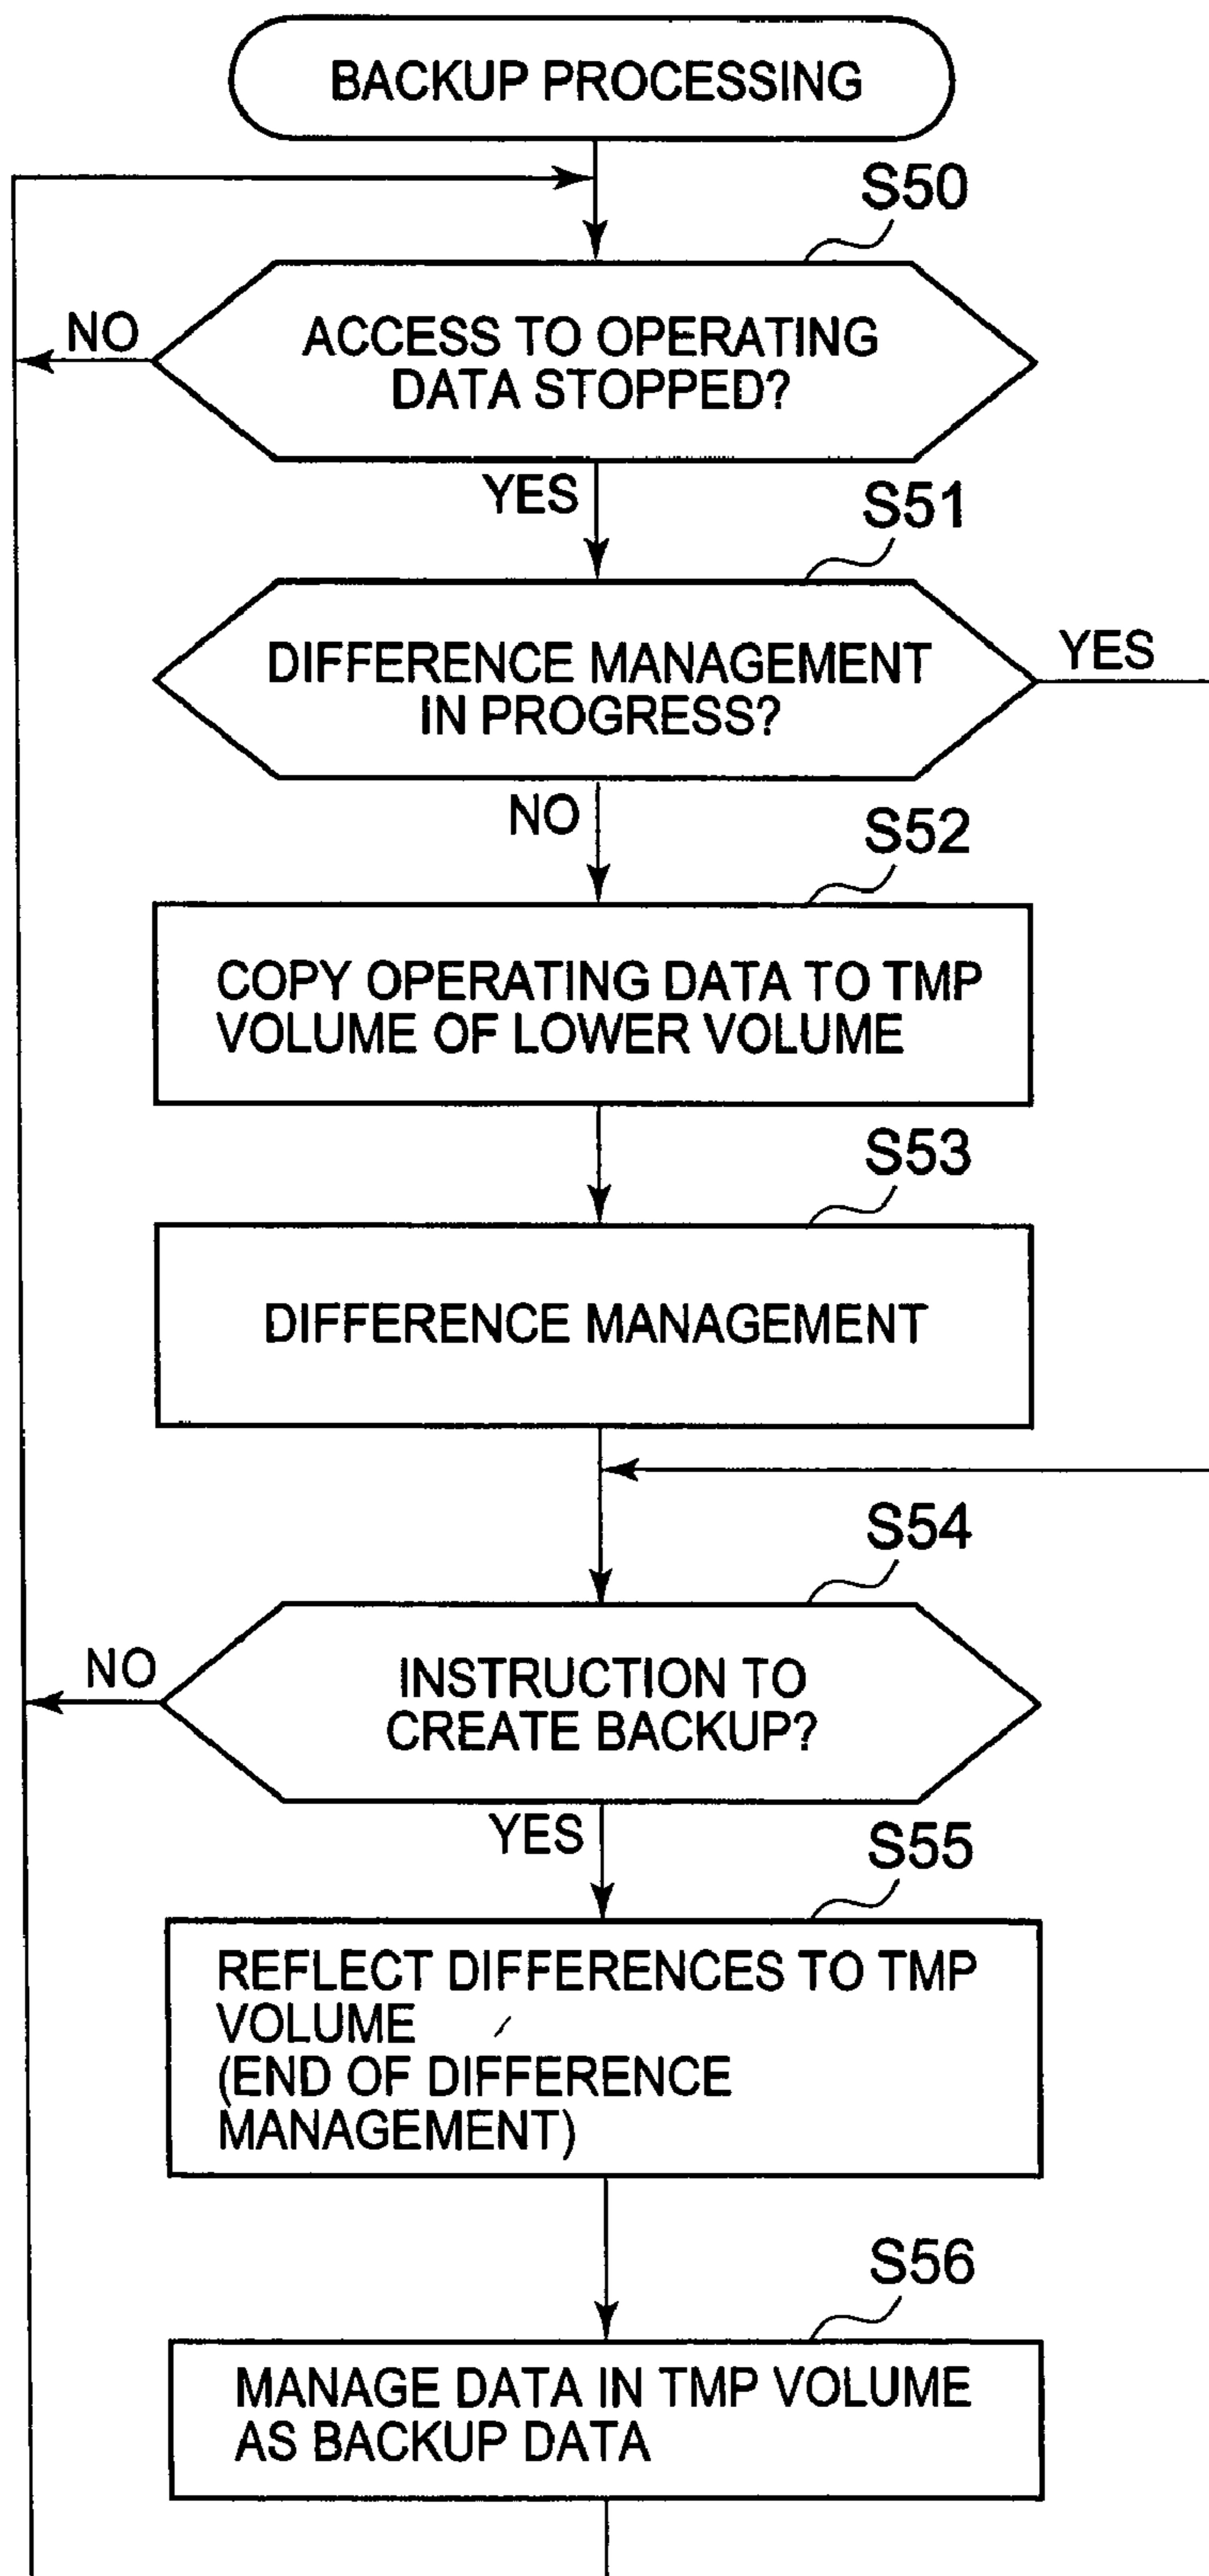 BACKUP PROCESSING
S50
NO
ACCESS TO OPERATING
DATA STOPPED?
YES
S51
DIFFERENCE MANAGEMENT
IN PROGRESS?
YES
NO
S52
COPY OPERATING DATA TO TMP
VOLUME OF LOWER VOLUME
S53
DIFFERENCE MANAGEMENT
S54
NO
INSTRUCTION TO
CREATE BACKUP?
YES
S55
REFLECT DIFFERENCES TO TMP
VOLUME
(END OF DIFFERENCE
MANAGEMENT)
S56
MANAGE DATA IN TMP VOLUME
AS BACKUP DATA